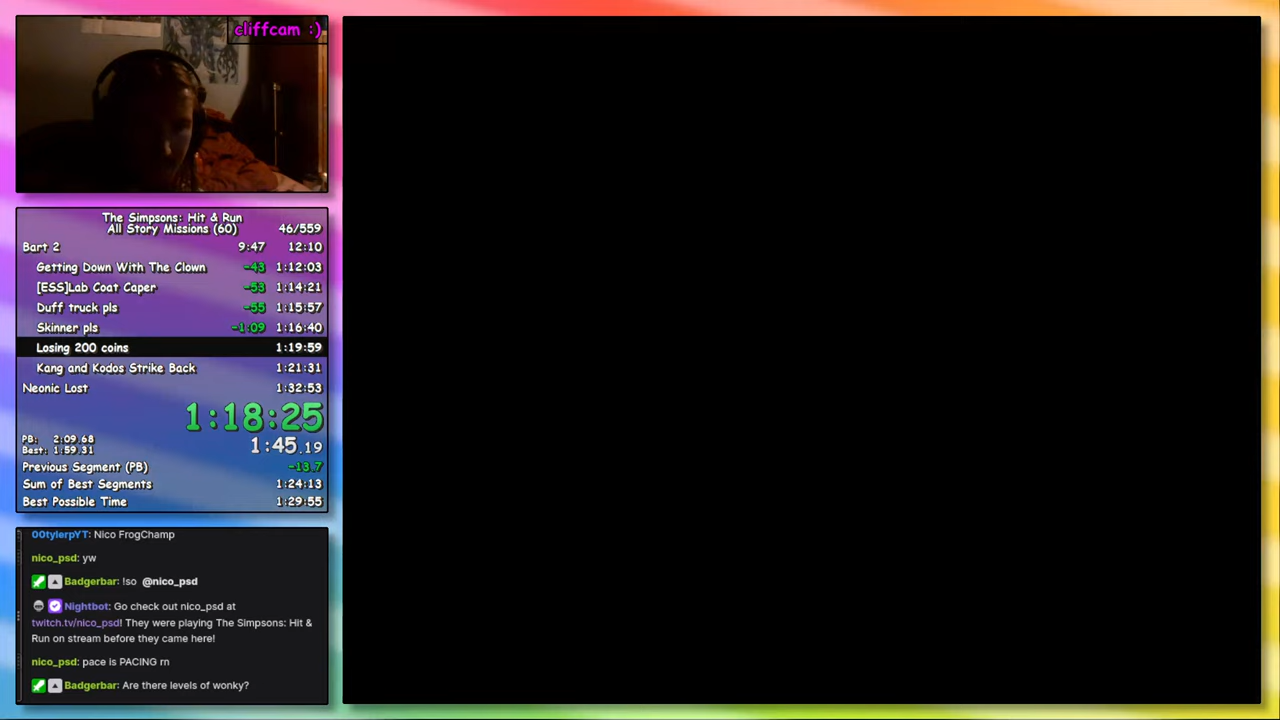 cliffcam :)
The Simpsons: Hit & Run
All Story Missions (60) 46/559
Bart 2 9:47 12:10
Getting Down With The Clown -43 1:12:03
[ESS]Lab Coat Caper -53 1:14:21
Duff truck pls -55 1:15:57
Skinner pls -1:09 1:16:40
Losing 200 coins 1:19:59
Kang and Kodos Strike Back 1:21:31
Neonic Lost 1:32:53
1:18:25
PB: 2:09.68
Best: 1:59.31
1:45.19
Previous Segment (PB) -13.7
Sum of Best Segments 1:24:13
Best Possible Time 1:29:55
00tylerpYT: Nico FrogChamp
nico_psd: yw
Badgerbar: !so @nico_psd
Nightbot: Go check out nico_psd at
twitch.tv/nico_psd! They were playing The Simpsons: Hit &
Run on stream before they came here!
nico_psd: pace is PACING rn
Badgerbar: Are there levels of wonky?